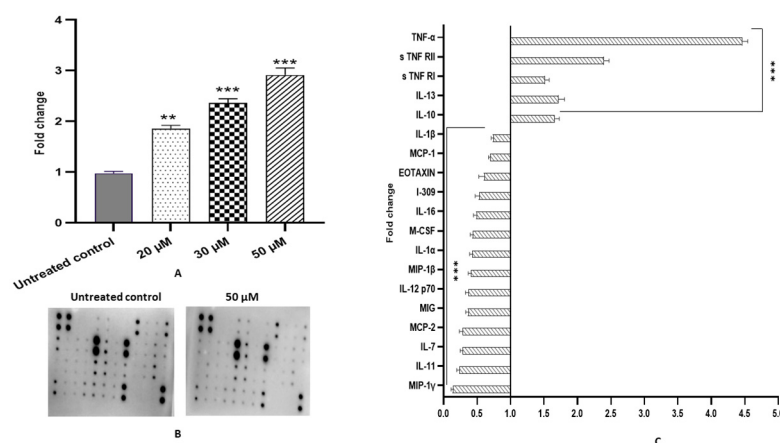 4
3
2
1
0
Fold change
**
***
***
Untreated control
20 µM
30 µM
50 µM
A
Untreated control
50 µM
B
Fold change
TNF-α
s TNF RII
s TNF RI
IL-13
IL-10
IL-1β
MCP-1
EOTAXIN
I-309
IL-16
M-CSF
IL-1α
MIP-1β
IL-12 p70
MIG
MCP-2
IL-7
IL-11
MIP-1γ
***
***
0.0 0.5 1.0 1.5 2.0 2.5 3.0 3.5 4.0 4.5 5.0
C